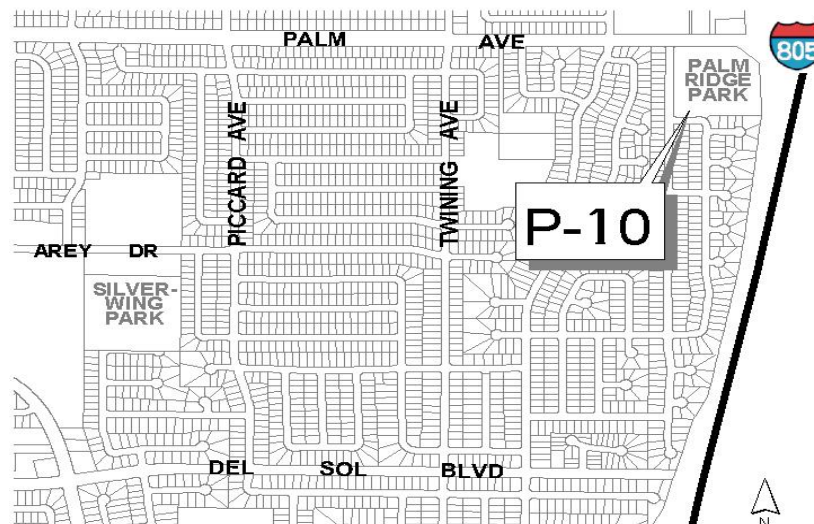 PALM AVE
805
PALM
RIDGE
PARK
PICCARD AVE
TWINING AVE
P-10
AREY DR
SILVER-
WING
PARK
DEL SOL BLVD
N